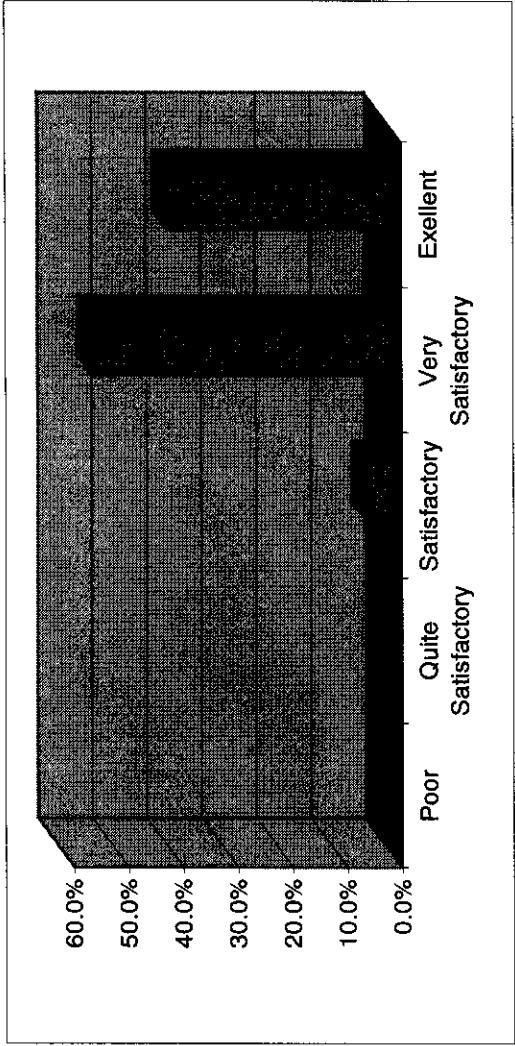 60.0%
50.0%
40.0%
30.0%
20.0%
10.0%
0.0%
Poor
Quite
Satisfactory
Satisfactory
Very
Satisfactory
Exellent